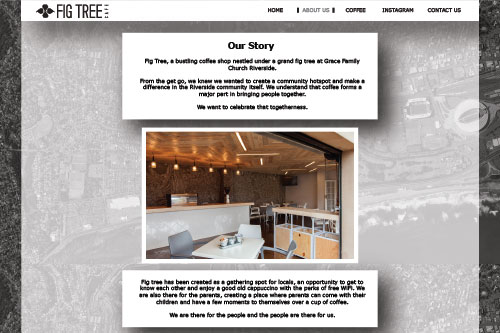 FIG TREE CAFE
HOME
ABOUT US
COFFEE
INSTAGRAM
CONTACT US
Our Story
Fig Tree, a bustling coffee shop nestled under a grand fig tree at Grace Family
Church Riverside.
From the get go, we knew we wanted to create a community hotspot and make a
difference in the Riverside community itself. We understand that coffee forms a
major part in bringing people together.
We want to celebrate that togetherness.
Fig tree has been created as a gathering spot for locals, an opportunity to get to
know each other and enjoy a good old cappuccino with the perks of free WiFi. We
are also there for the parents, creating a place where parents can come with their
children and have a few moments to themselves over a cup of coffee.
We are there for the people and the people are there for us.